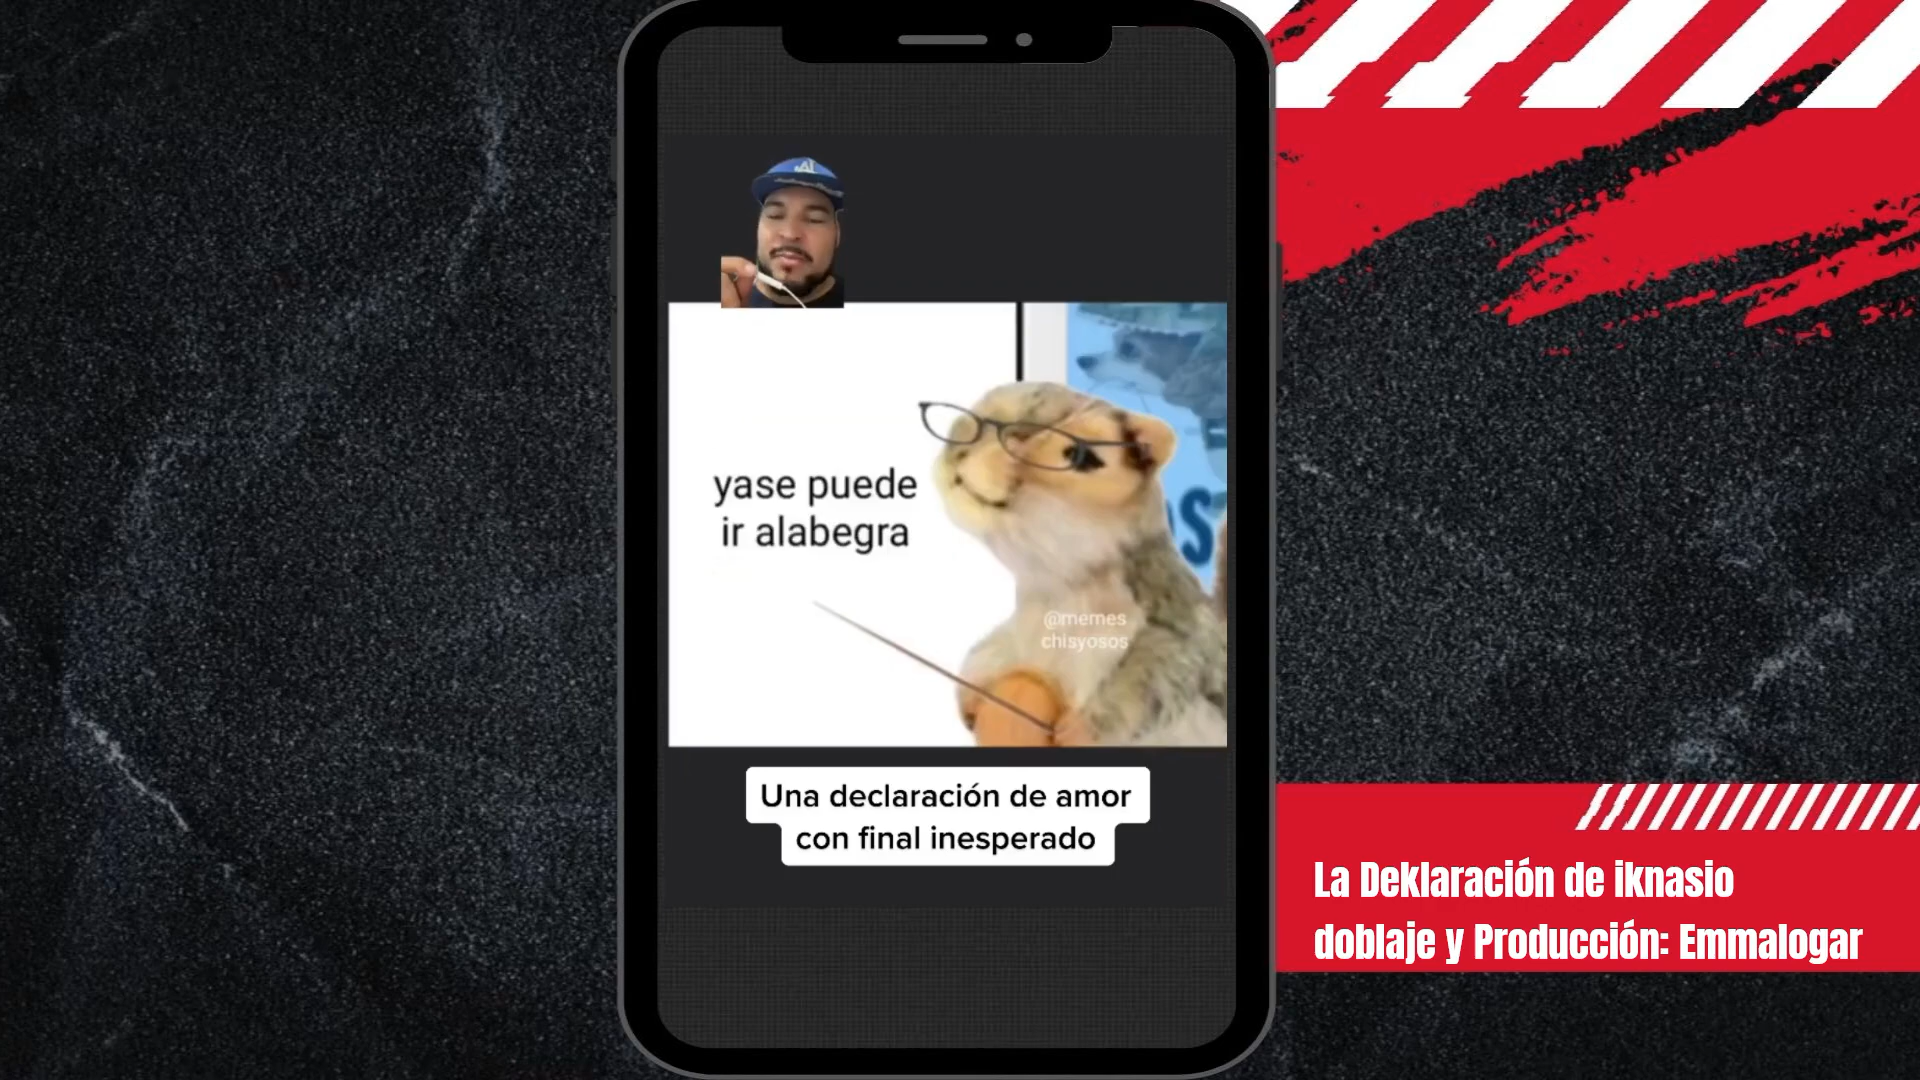 yase puede
ir alabegra
@memes
chisyosos
Una declaración de amor
con final inesperado
La Deklaración de iknasio
doblaje y Producción: Emmalogar